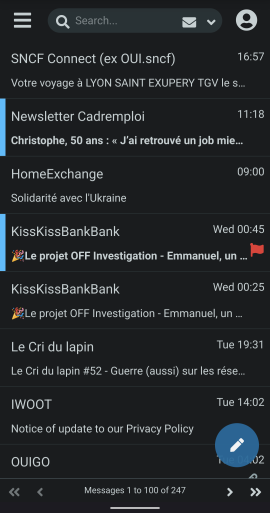 Search...
SNCF Connect (ex OUI.sncf) 16:57
Votre voyage à LYON SAINT EXUPERY TGV le s...
Newsletter Cadremploi 11:18
Christophe, 50 ans : « J'ai retrouvé un job mie...
HomeExchange 09:00
Solidarité avec l'Ukraine
KissKissBankBank Wed 00:45
🎉Le projet OFF Investigation - Emmanuel, un ...
KissKissBankBank Wed 00:25
🎉Le projet OFF Investigation - Emmanuel, un ...
Le Cri du lapin Tue 19:31
Le Cri du lapin #52 - Guerre (aussi) sur les rése...
IWOOT Tue 14:02
Notice of update to our Privacy Policy
OUIGO
Messages 1 to 100 of 247